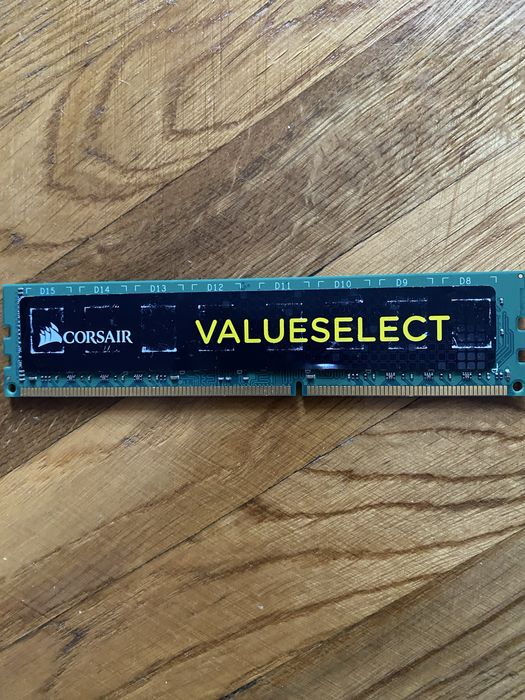 D15 D14 D13 D12 D11 D10 D9 D8
CORSAIR VALUESELECT